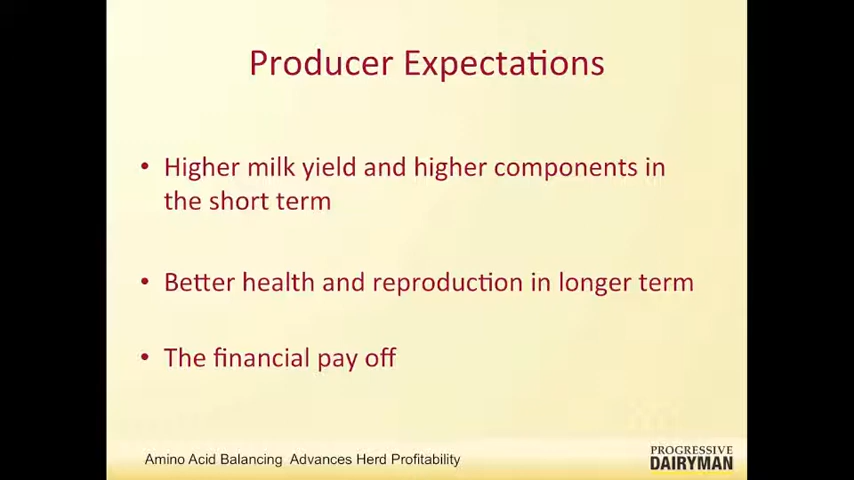 Producer Expectations
• Higher milk yield and higher components in
the short term
• Better health and reproduction in longer term
• The financial pay off
Amino Acid Balancing Advances Herd Profitability
PROGRESSIVE
DAIRYMAN